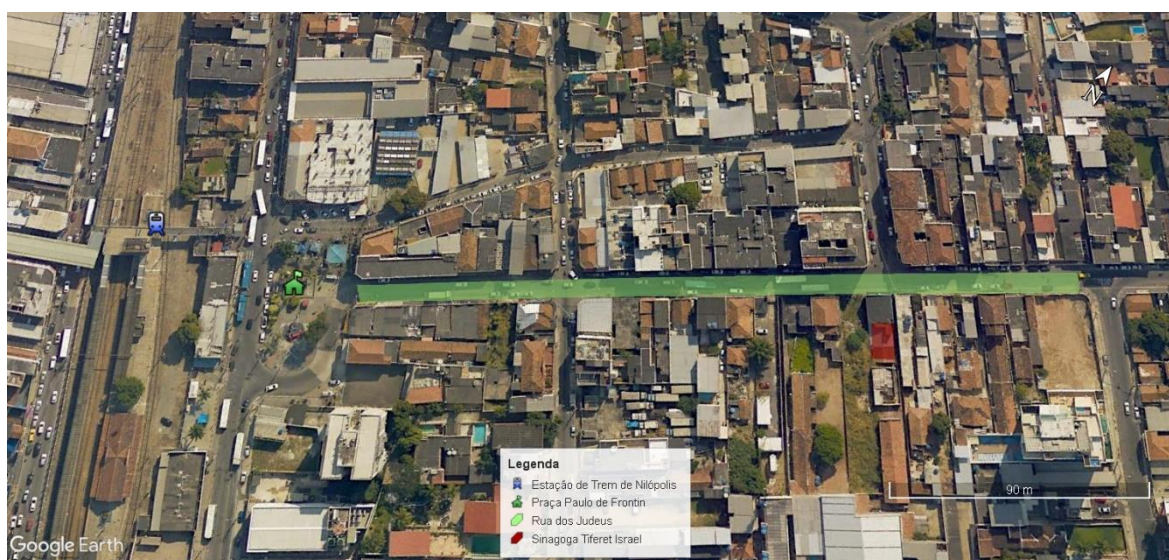 N
Legenda
Estação de Trem de Nilópolis
Praça Paulo de Frontin
Rua dos Judeus
Sinagoga Tiferet Israel
90 m
Google Earth